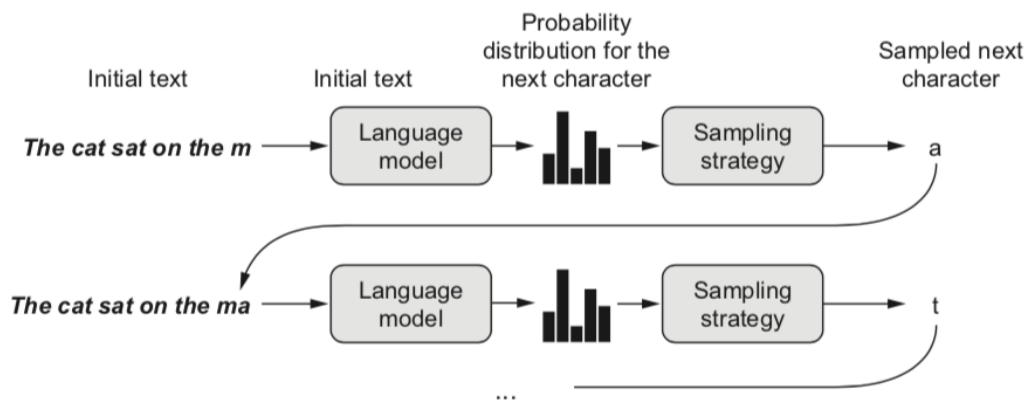 Initial text
Initial text
Probability
distribution for the
next character
Sampled next
character
The cat sat on the m
Language
model
Sampling
strategy
a
The cat sat on the ma
Language
model
Sampling
strategy
t
...